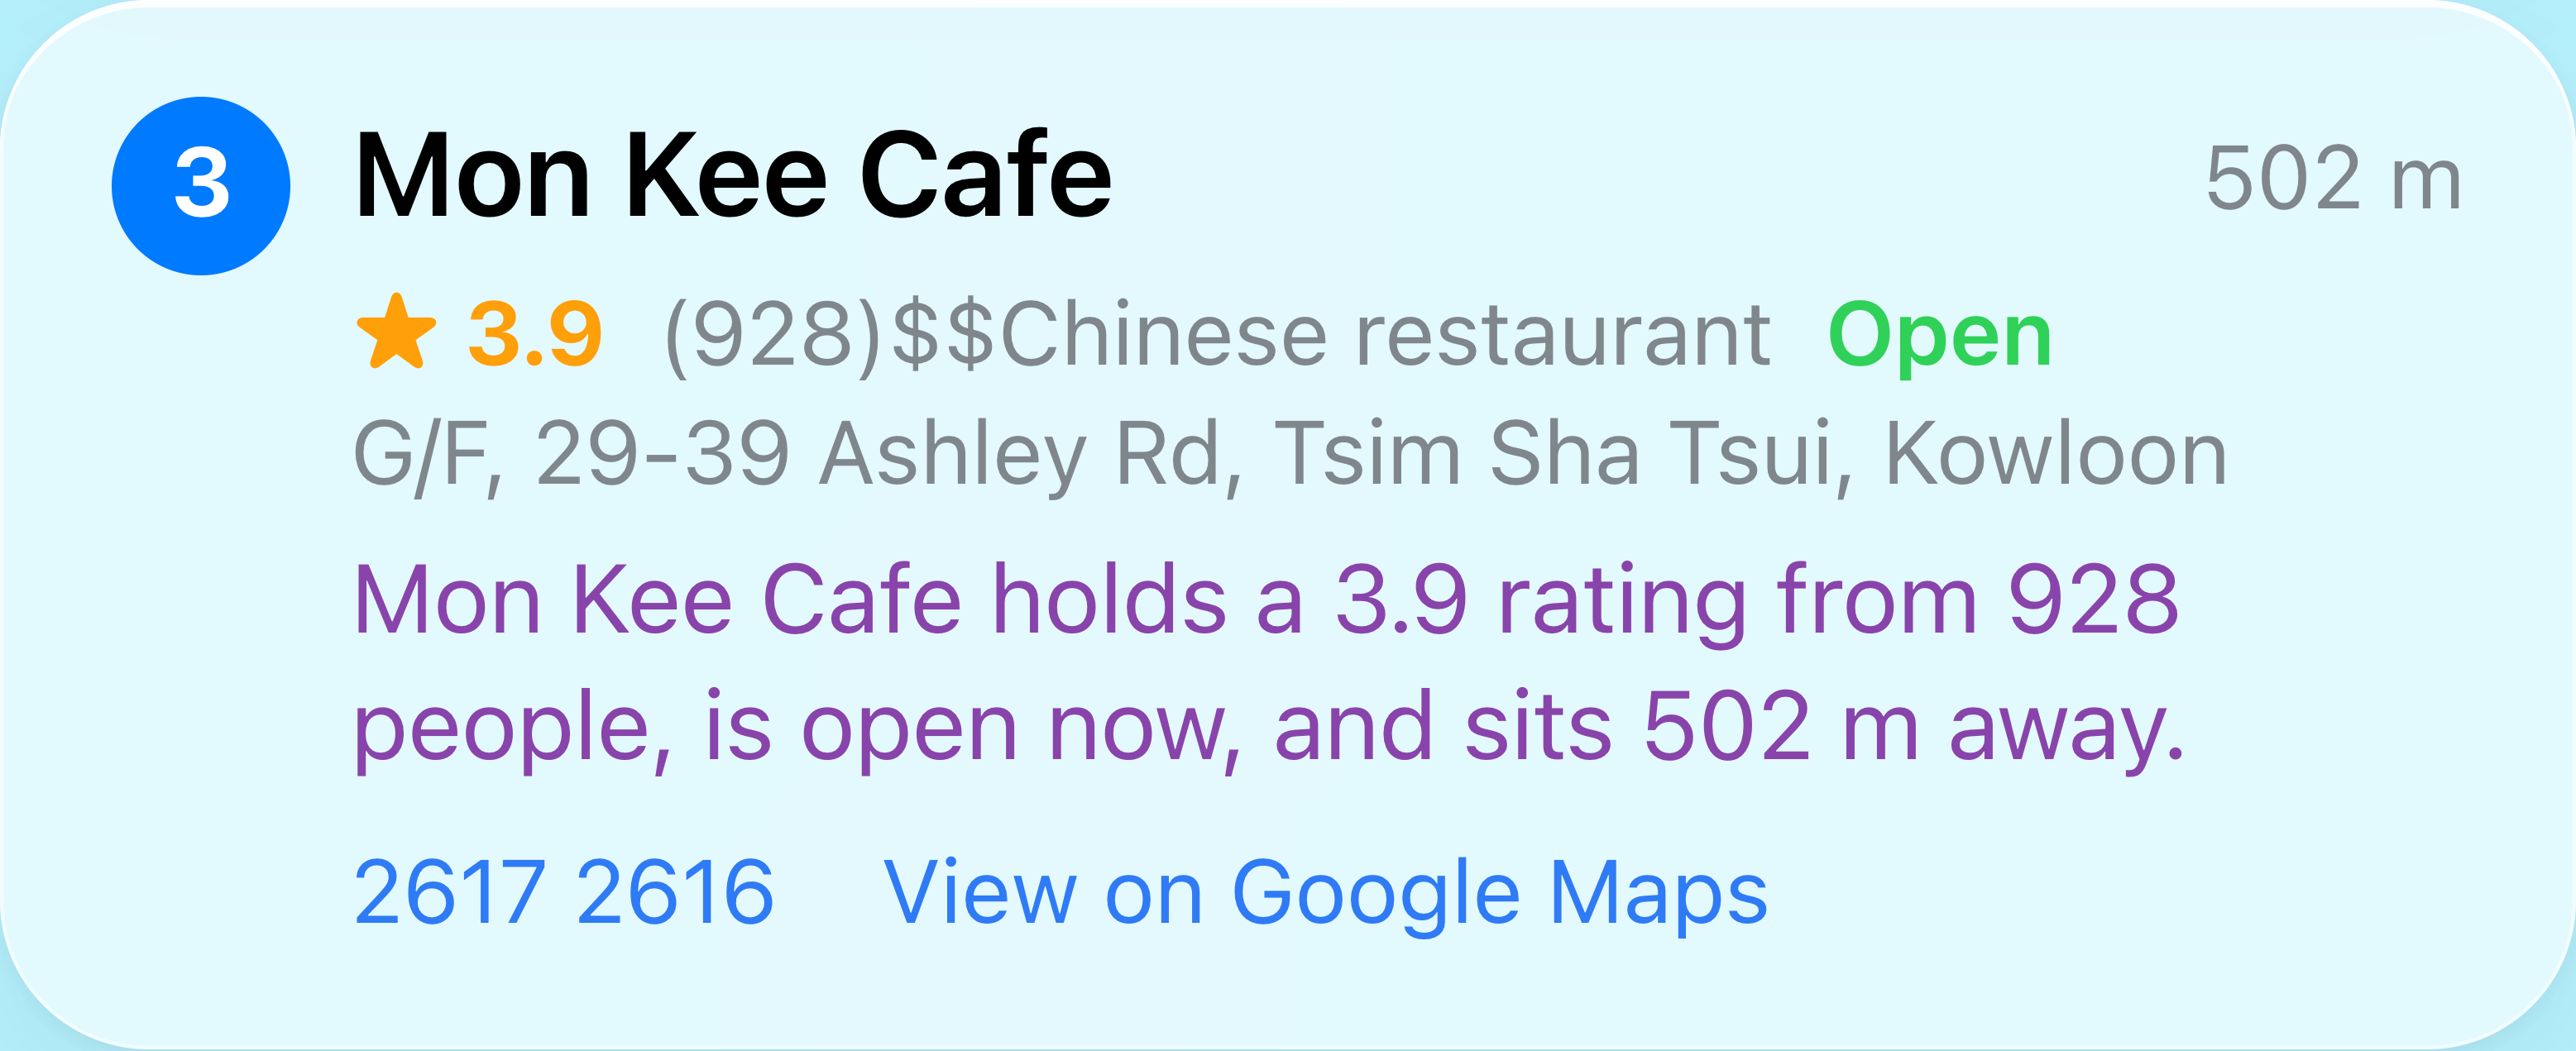 3 Mon Kee Cafe 502 m
3.9 (928)$$Chinese restaurant Open
G/F, 29-39 Ashley Rd, Tsim Sha Tsui, Kowloon
Mon Kee Cafe holds a 3.9 rating from 928
people, is open now, and sits 502 m away.
2617 2616 View on Google Maps